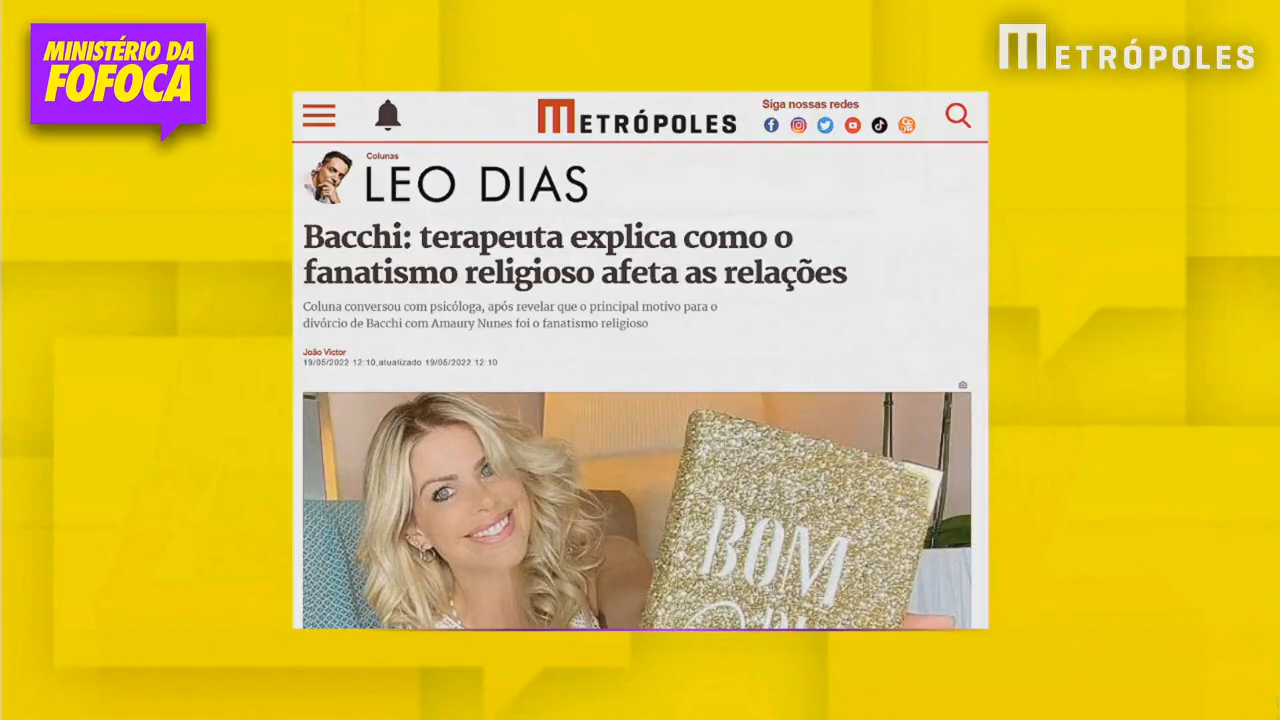 MINISTÉRIO DA
FOFOCA
METRÓPOLES
METRÓPOLES
Siga nossas redes
Colunas
LEO DIAS
Bacchi: terapeuta explica como o
fanatismo religioso afeta as relações
Coluna conversou com psicóloga, após revelar que o principal motivo para o
divórcio de Bacchi com Amaury Nunes foi o fanatismo religioso
João Victor
19/05/2022 12:10,atualizado 19/05/2022 12:10
BOM